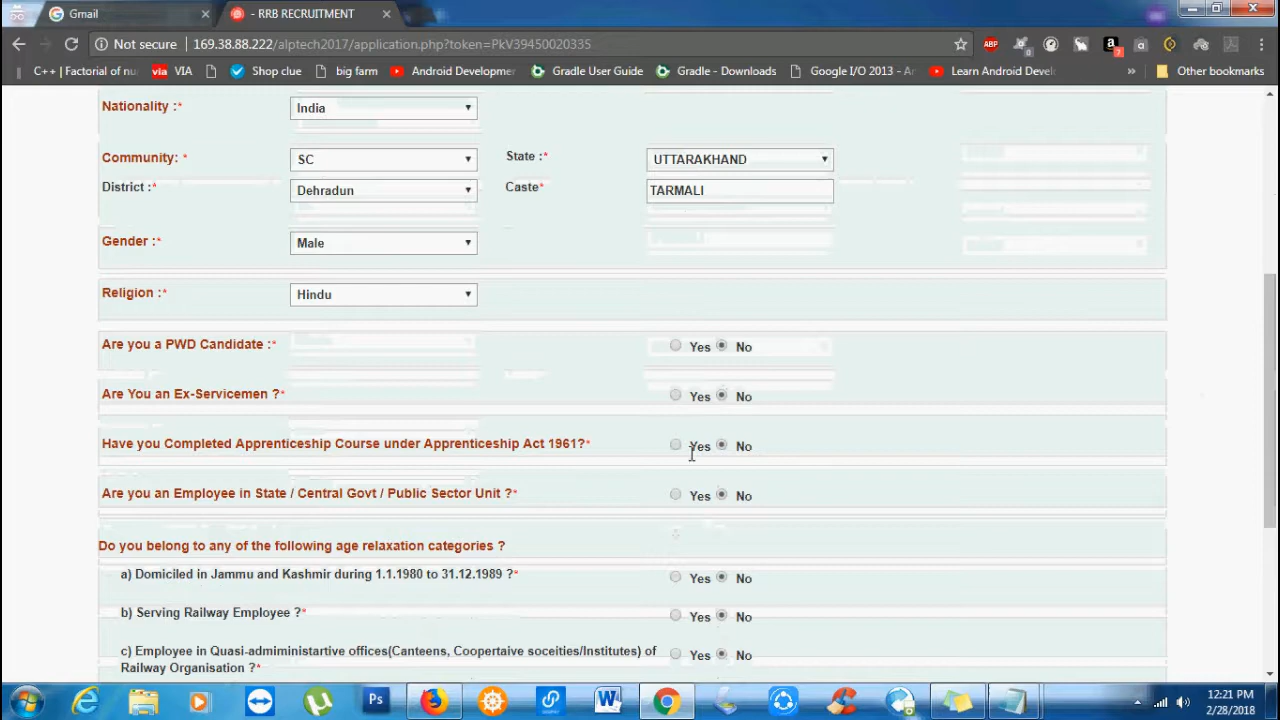 Gmail
- RRB RECRUITMENT
Not secure
169.38.88.222/alptech2017/application.php?token=PkV39450020335
ABP
C++ | Factorial of nu
via VIA
Shop clue
big farm
Android Developmer
Gradle User Guide
Gradle - Downloads
Google I/O 2013 - Ar
Learn Android Devel
»
Other bookmarks
Nationality :*
India
Community: *
SC
State :*
UTTARAKHAND
District :*
Dehradun
Caste*
TARMALI
Gender :*
Male
Religion :*
Hindu
Are you a PWD Candidate :*
Yes No
Are You an Ex-Servicemen ?*
Yes No
Have you Completed Apprenticeship Course under Apprenticeship Act 1961?*
Yes No
Are you an Employee in State / Central Govt / Public Sector Unit ?*
Yes No
Do you belong to any of the following age relaxation categories ?
a) Domiciled in Jammu and Kashmir during 1.1.1980 to 31.12.1989 ?*
Yes No
b) Serving Railway Employee ?*
Yes No
c) Employee in Quasi-admiministartive offices(Canteens, Coopertaive soceities/Institutes) of
Railway Organisation ?*
Yes No
Ps
12:21 PM
2/28/2018